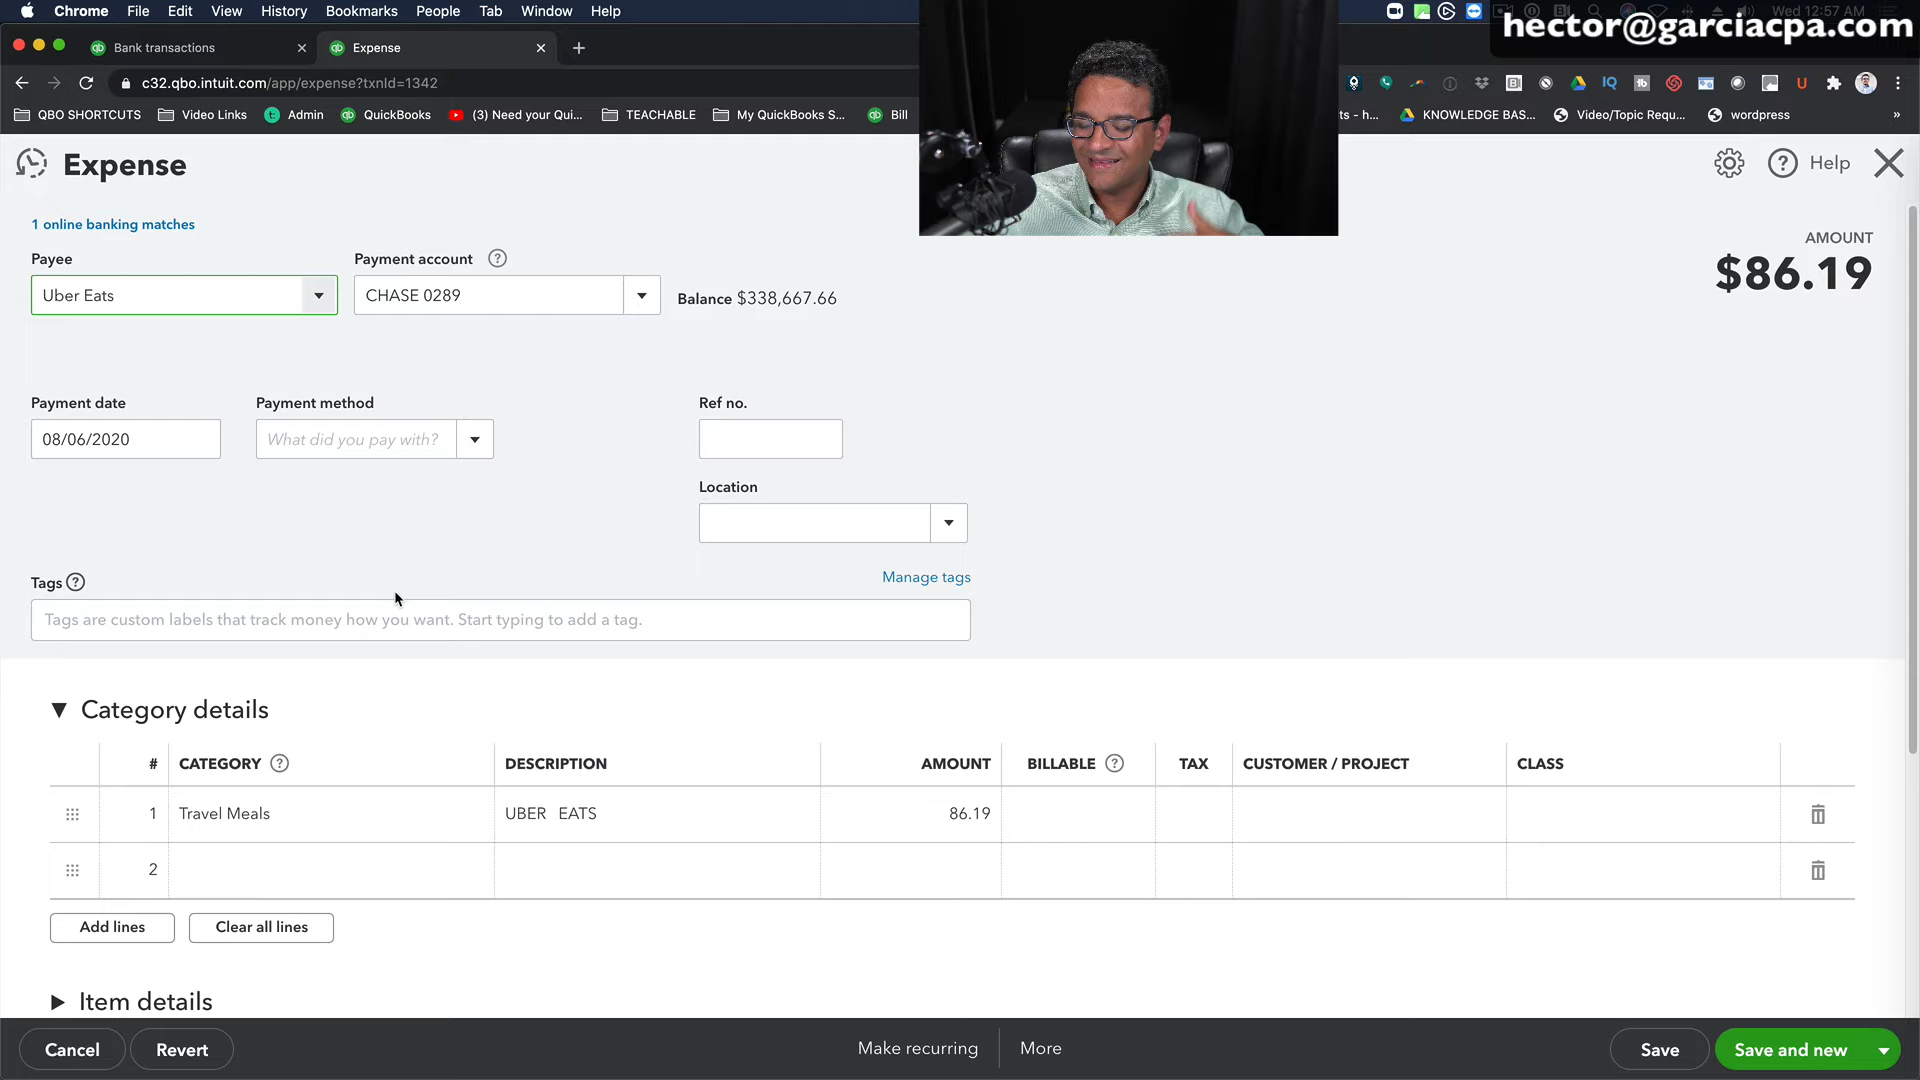 Chrome File Edit View History Bookmarks People Tab Window Help
Wed 12:57 AM
hector@garciacpa.com
Bank transactions
Expense
c32.qbo.intuit.com/app/expense?txnId=1342
QBO SHORTCUTS Video Links Admin QuickBooks (3) Need your Qui... TEACHABLE My QuickBooks S... Bill ts - h... KNOWLEDGE BAS... Video/Topic Requ... wordpress »
Expense
Help
1 online banking matches
AMOUNT
$86.19
Payee
Payment account
Uber Eats
CHASE 0289
Balance $338,667.66
Payment date
Payment method
Ref no.
08/06/2020
What did you pay with?
Location
Tags
Manage tags
Tags are custom labels that track money how you want. Start typing to add a tag.
Category details
# CATEGORY DESCRIPTION AMOUNT BILLABLE TAX CUSTOMER / PROJECT CLASS
1 Travel Meals UBER EATS 86.19
2
Add lines Clear all lines
Item details
Cancel Revert Make recurring More Save Save and new